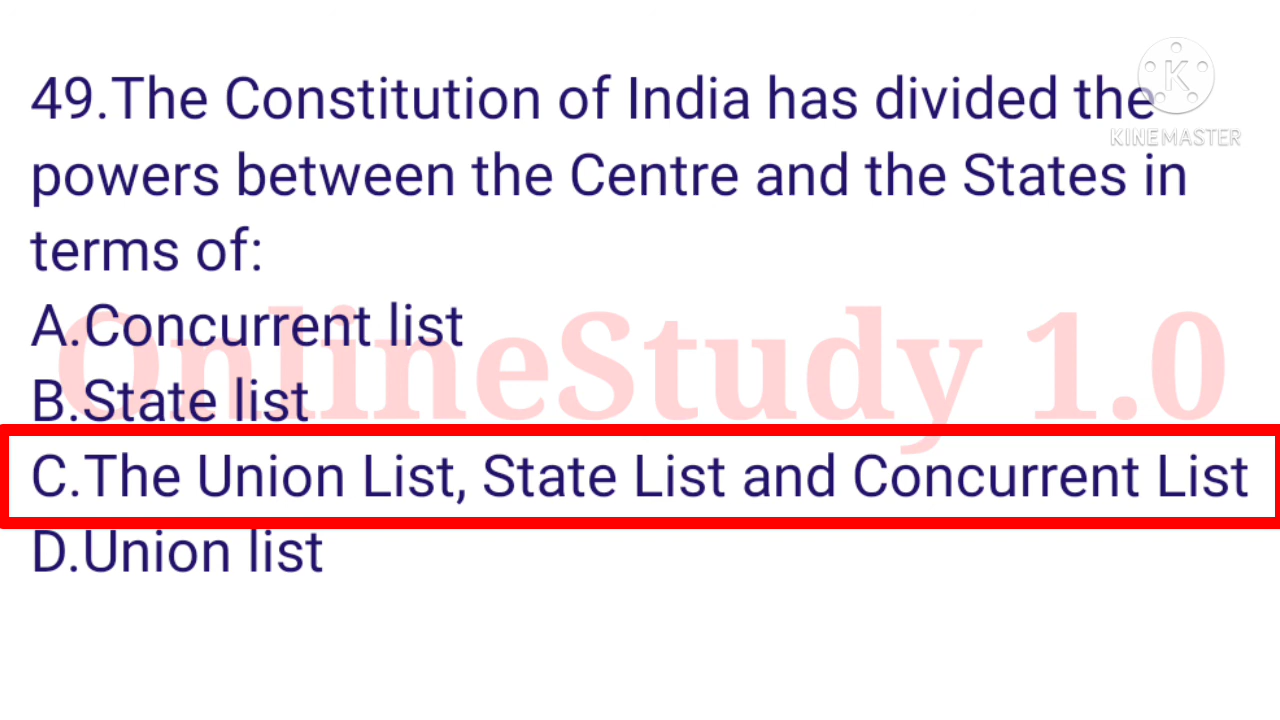 49.The Constitution of India has divided the
K
KINEMASTER
powers between the Centre and the States in
terms of:
A.Concurrent list
OnlineStudy 1.0
B.State list
C.The Union List, State List and Concurrent List
D.Union list